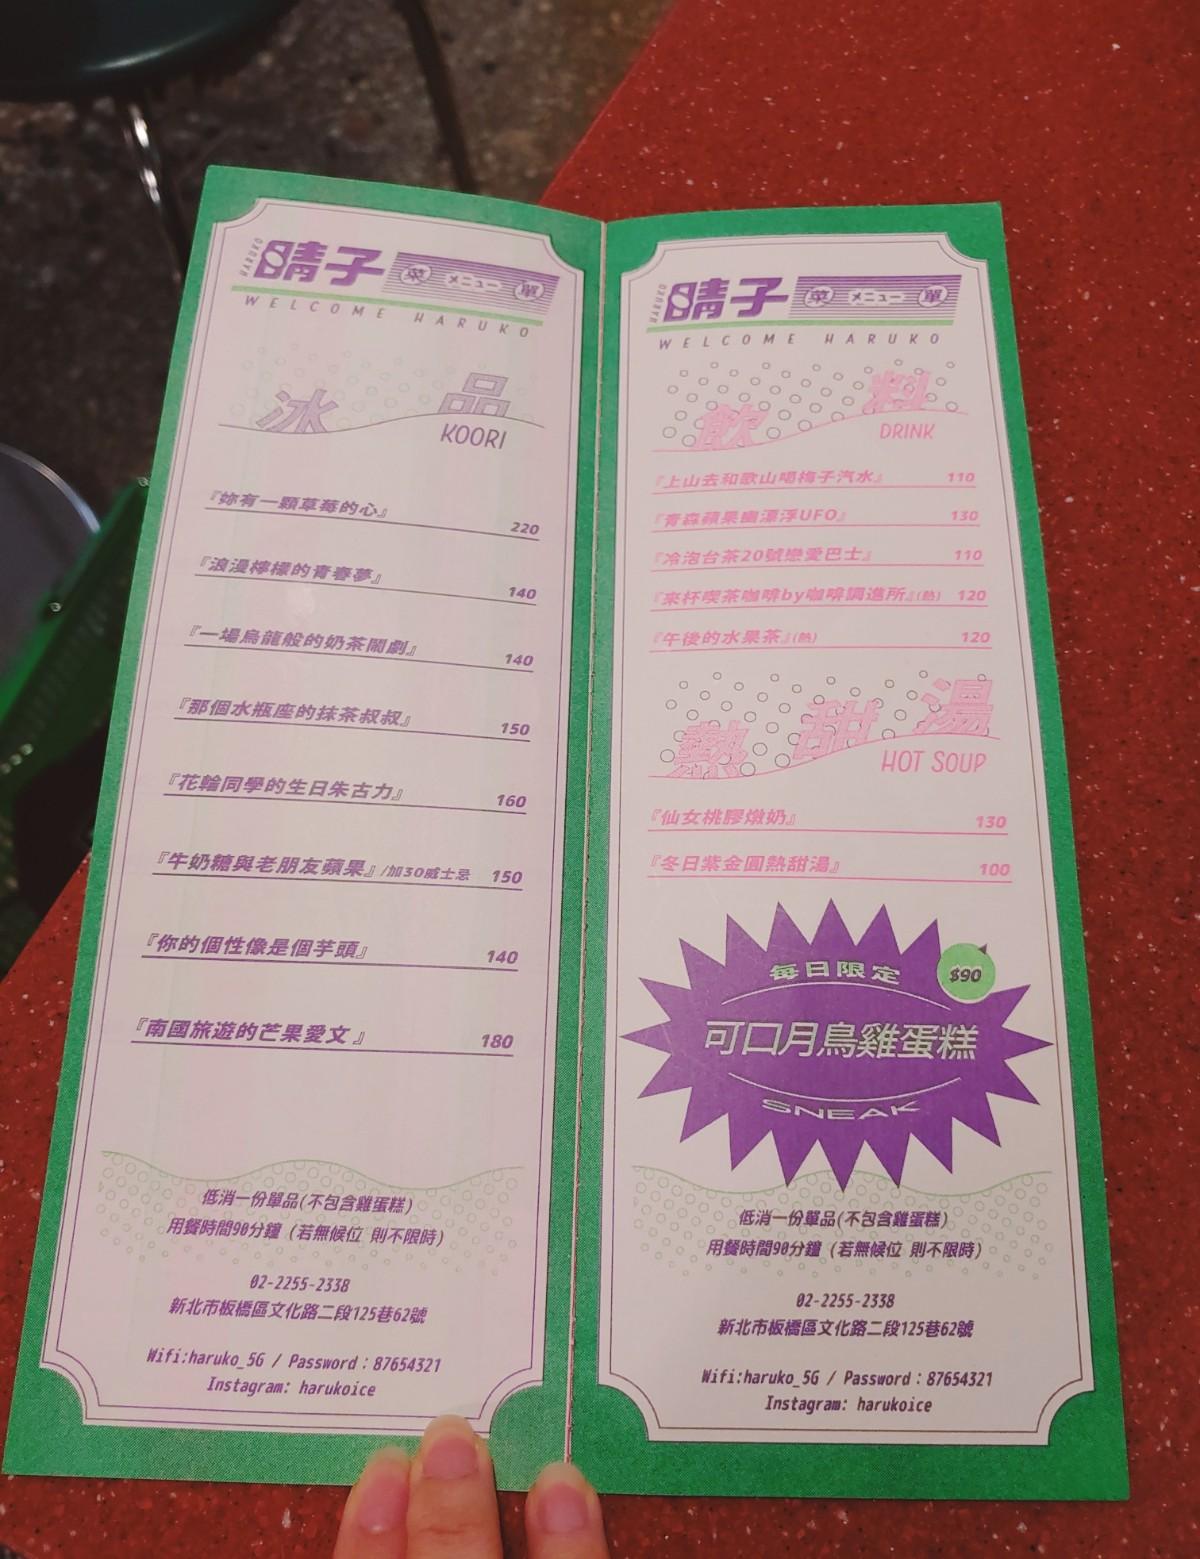 HARUKO
晴子 菜 メニュー 單
WELCOME HARUKO
冰品
KOORI
『妳有一顆草莓的心』 220
『浪漫檸檬的青春夢』 140
『一場烏龍般的奶茶鬧劇』 140
『那個水瓶座的抹茶叔叔』 150
『花輪同學的生日朱古力』 160
『牛奶糖與老朋友蘋果』/加30威士忌 150
『你的個性像是個芋頭』 140
『南國旅遊的芒果愛文』 180
低消一份單品(不包含雞蛋糕)
用餐時間90分鐘 (若無候位 則不限時)
02-2255-2338
新北市板橋區文化路二段125巷62號
Wifi:haruko_5G / Password：87654321
Instagram: harukoice
HARUKO
晴子 菜 メニュー 單
WELCOME HARUKO
飲料
DRINK
『上山去和歌山喝梅子汽水』 110
『青森蘋果幽漂浮UFO』 130
『冷泡台茶20號戀愛巴士』 110
『來杯喫茶咖啡by咖啡調進所』(熱) 120
『午後的水果茶』(熱) 120
熱甜湯
HOT SOUP
『仙女桃膠燉奶』 130
『冬日紫金圓熱甜湯』 100
每日限定
$90
可口月鳥雞蛋糕
SNEAK
低消一份單品(不包含雞蛋糕)
用餐時間90分鐘 (若無候位 則不限時)
02-2255-2338
新北市板橋區文化路二段125巷62號
Wifi:haruko_5G / Password：87654321
Instagram: harukoice